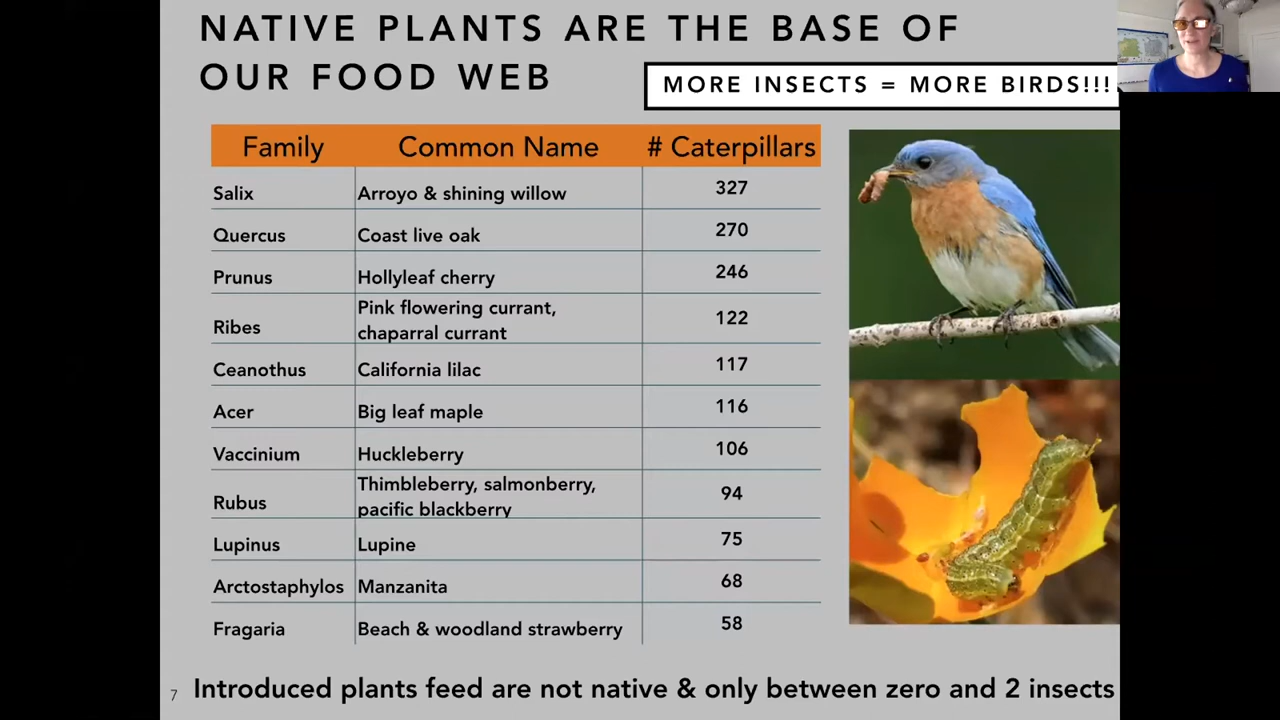 NATIVE PLANTS ARE THE BASE OF
OUR FOOD WEB
MORE INSECTS = MORE BIRDS!!!
Family Common Name # Caterpillars
Salix Arroyo & shining willow 327
Quercus Coast live oak 270
Prunus Hollyleaf cherry 246
Ribes Pink flowering currant,
chaparral currant 122
Ceanothus California lilac 117
Acer Big leaf maple 116
Vaccinium Huckleberry 106
Rubus Thimbleberry, salmonberry,
pacific blackberry 94
Lupinus Lupine 75
Arctostaphylos Manzanita 68
Fragaria Beach & woodland strawberry 58
7 Introduced plants feed are not native & only between zero and 2 insects